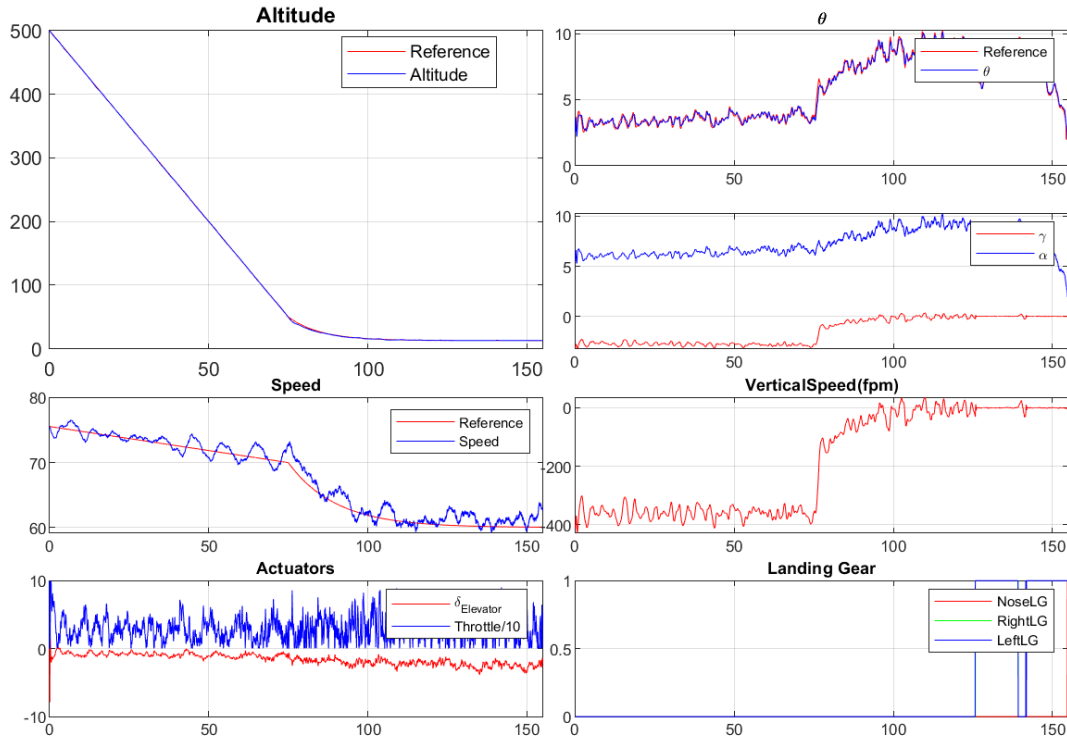 Altitude
500
400
300
200
100
0
0 50 100 150
Reference
Altitude
θ
10
5
0
0 50 100 150
Reference
θ
10
5
0
0 50 100 150
γ
α
Speed
80
70
60
0 50 100 150
Reference
Speed
VerticalSpeed(fpm)
0
-200
-400
0 50 100 150
Actuators
10
0
-10
0 50 100 150
δElevator
Throttle/10
Landing Gear
1
0.5
0
0 50 100 150
NoseLG
RightLG
LeftLG